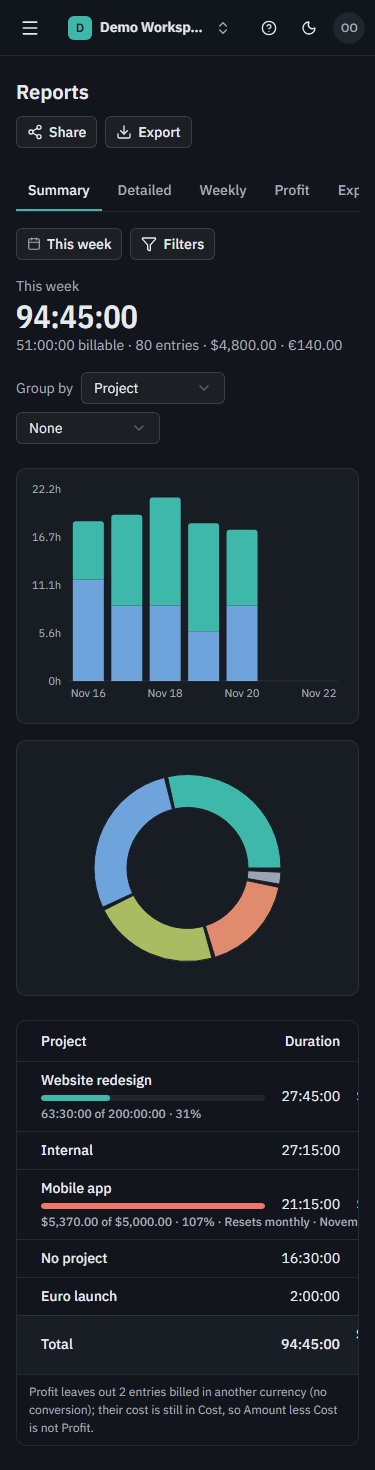 D Demo Worksp...
OO
Reports
Share
Export
Summary Detailed Weekly Profit Exp
This week
Filters
This week
94:45:00
51:00:00 billable · 80 entries · $4,800.00 · €140.00
Group by Project
None
22.2h
16.7h
11.1h
5.6h
0h
Nov 16 Nov 18 Nov 20 Nov 22
Project Duration
Website redesign
27:45:00
63:30:00 of 200:00:00 · 31%
Internal 27:15:00
Mobile app
21:15:00
$5,370.00 of $5,000.00 · 107% · Resets monthly · Novem
No project 16:30:00
Euro launch 2:00:00
Total 94:45:00
Profit leaves out 2 entries billed in another currency (no
conversion); their cost is still in Cost, so Amount less Cost
is not Profit.